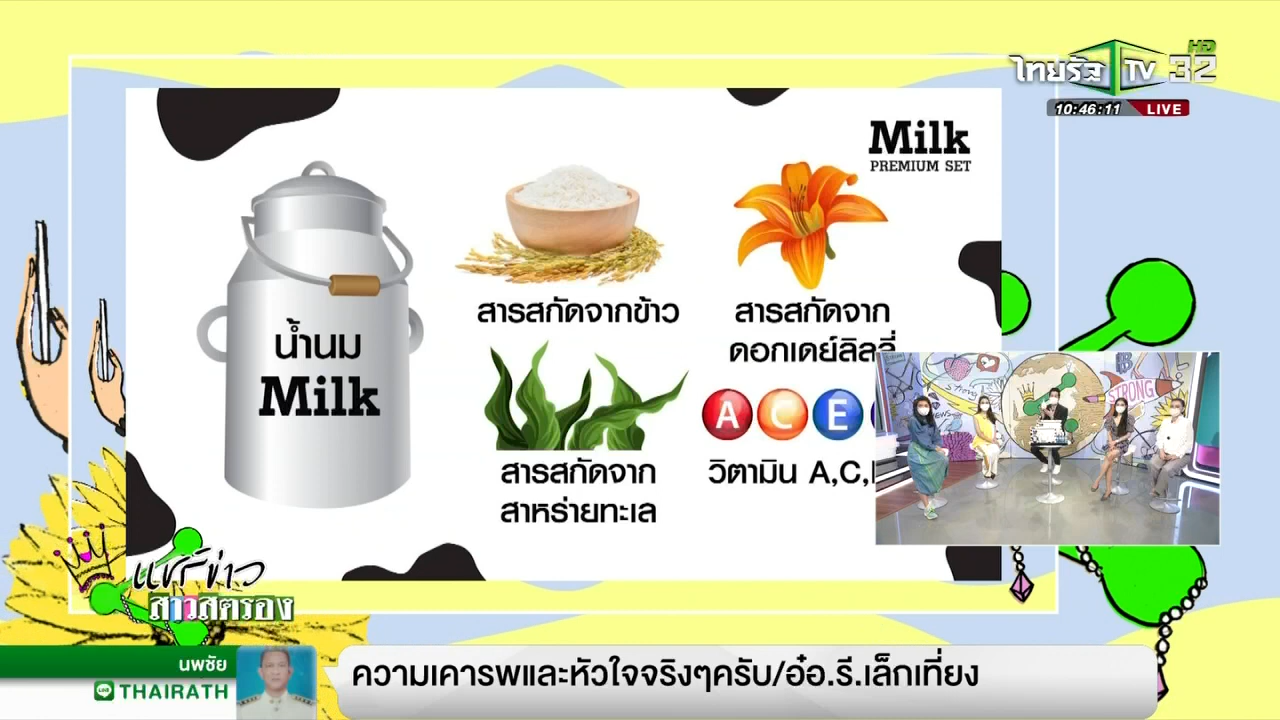 ไทยรัฐ TV HD 32
10:46:11 LIVE
Milk
PREMIUM SET
น้ำนม
Milk
สารสกัดจากข้าว
สารสกัดจาก
ดอกเดย์ลิลลี่
สารสกัดจาก
สาหร่ายทะเล
A C E
วิตามิน A,C,
STRONG
แชร์ข่าว
สาวสตรอง
นพชัย
LINE THAIRATH
ความเคารพและหัวใจจริงๆครับ/อ๋อ.รี.เล็กเที่ยง